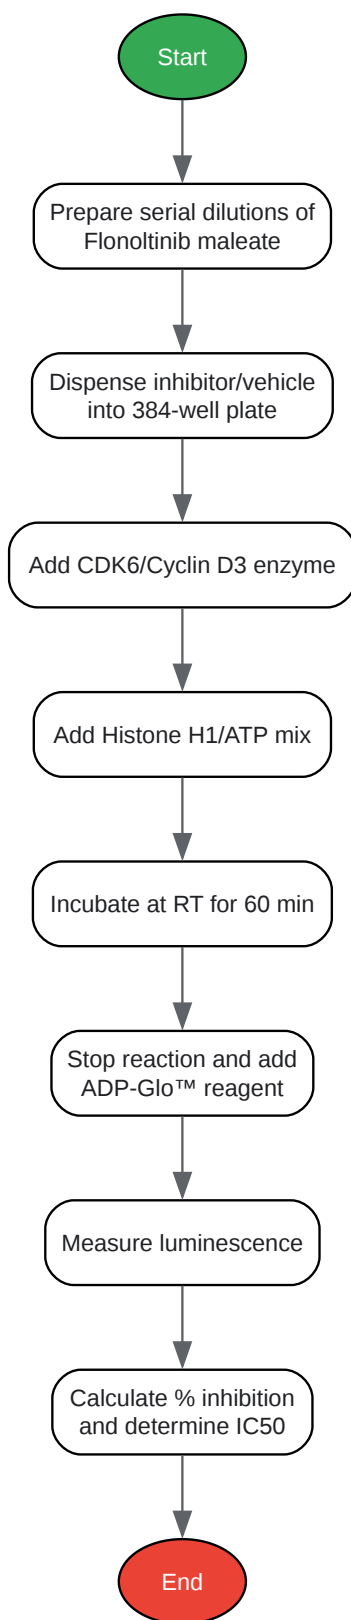 Start
Prepare serial dilutions of
Flonoltinib maleate
Dispense inhibitor/vehicle
into 384-well plate
Add CDK6/Cyclin D3 enzyme
Add Histone H1/ATP mix
Incubate at RT for 60 min
Stop reaction and add
ADP-Glo™ reagent
Measure luminescence
Calculate % inhibition
and determine IC50
End